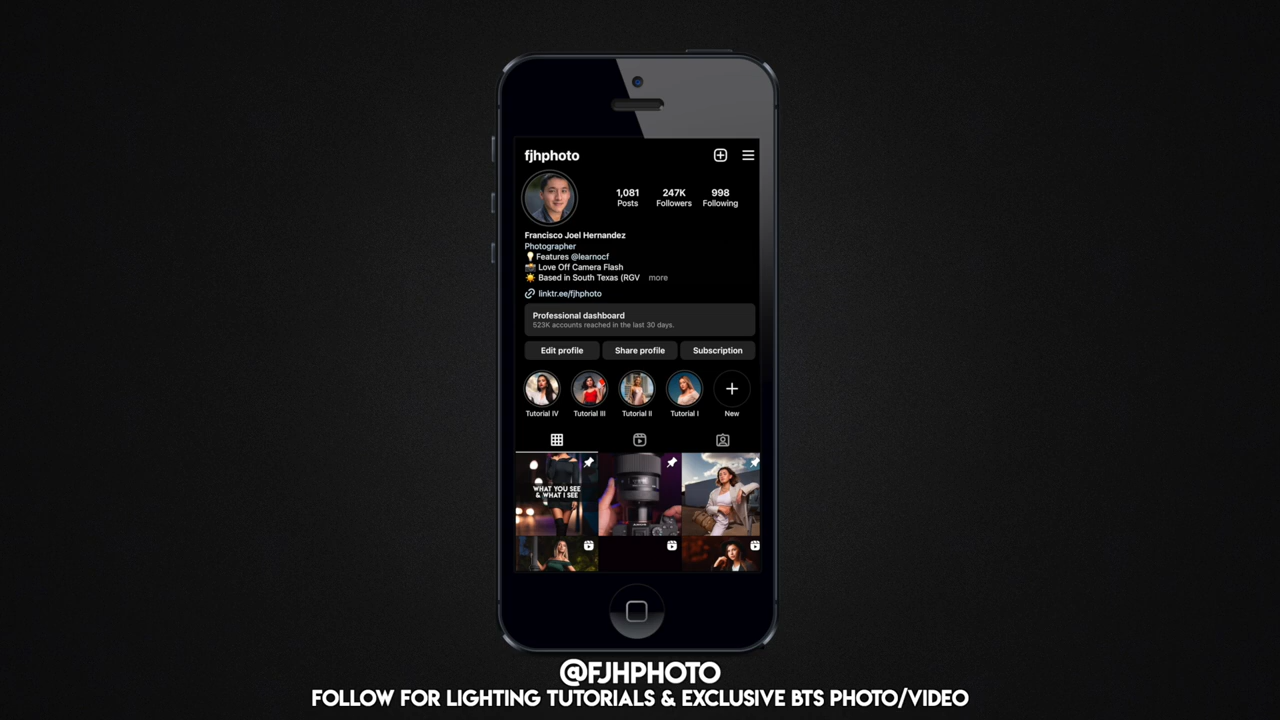 fjhphoto
1,081 247K 998
Posts Followers Following
Francisco Joel Hernandez
Photographer
💡 Features @learnocf
📸 Love Off Camera Flash
☀️ Based in South Texas (RGV more
linktr.ee/fjhphoto
Professional dashboard
523K accounts reached in the last 30 days.
Edit profile Share profile Subscription
Tutorial IV Tutorial III Tutorial II Tutorial I New
WHAT YOU SEE
& WHAT I SEE
@FJHPHOTO
FOLLOW FOR LIGHTING TUTORIALS & EXCLUSIVE BTS PHOTO/VIDEO